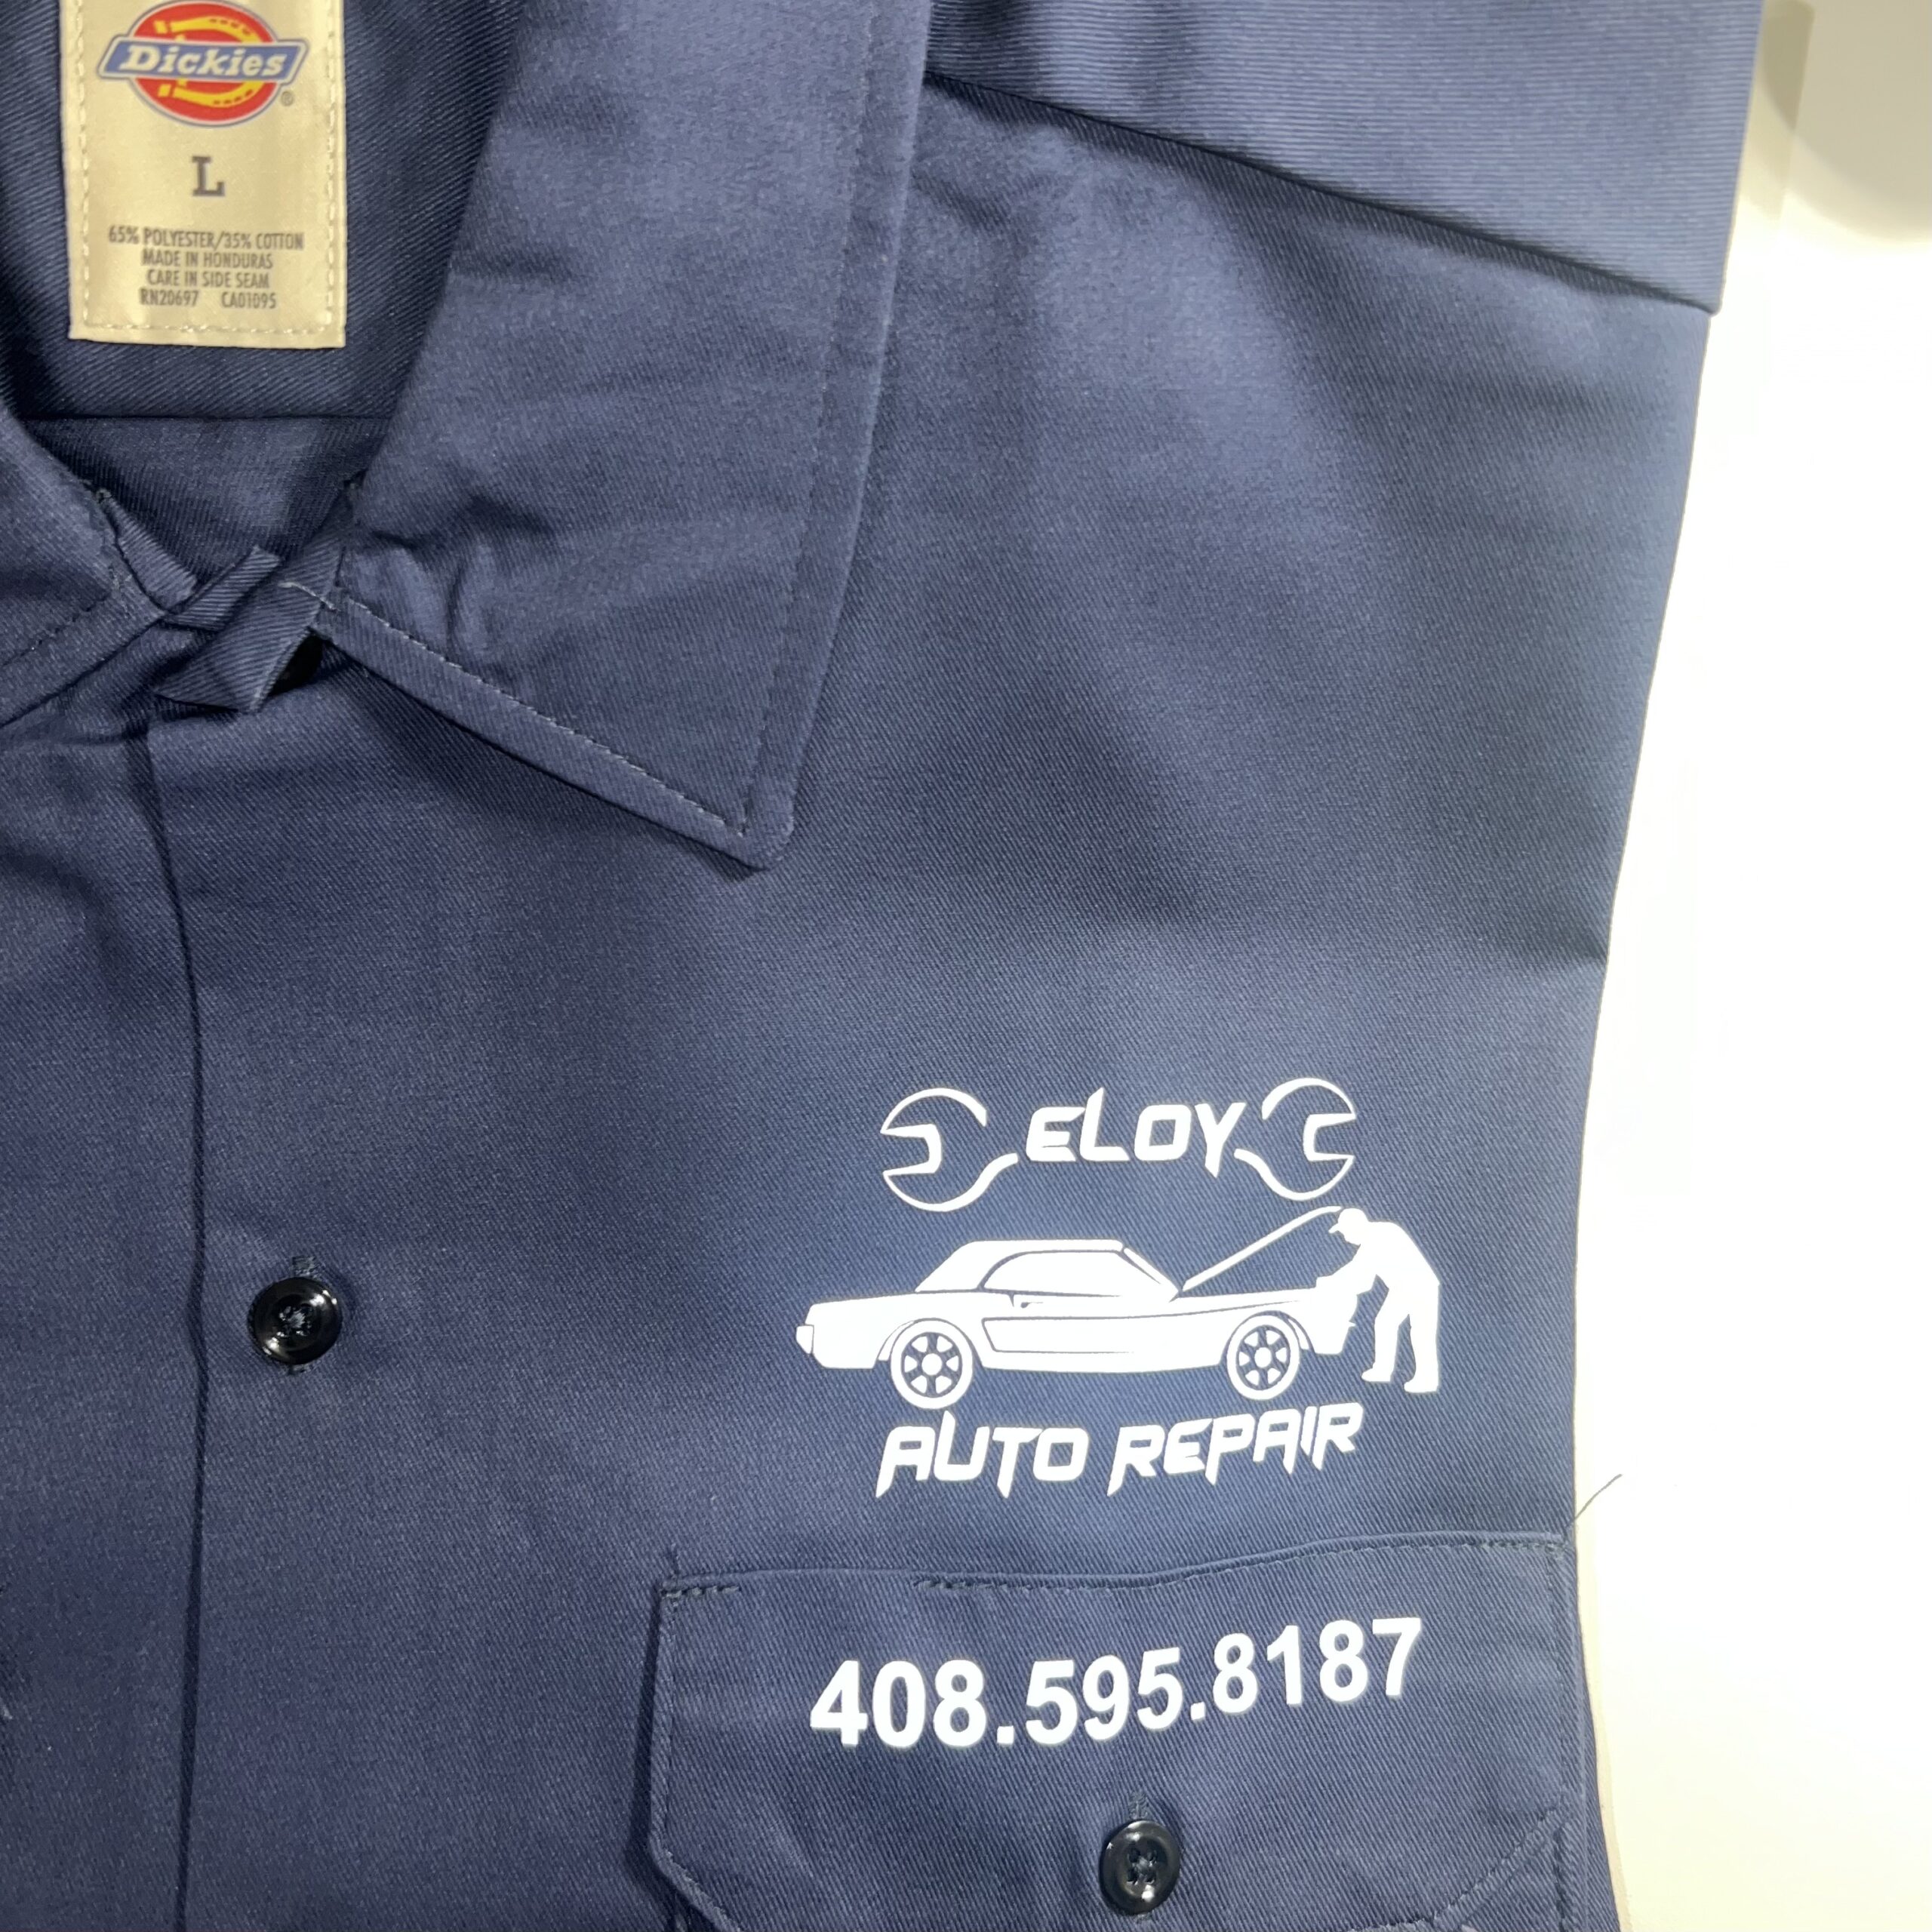 Dickies®
L
65% POLYESTER/35% COTTON
MADE IN HONDURAS
CARE IN SIDE SEAM
RN20697 CA01095
ELOY
AUTO REPAIR
408.595.8187